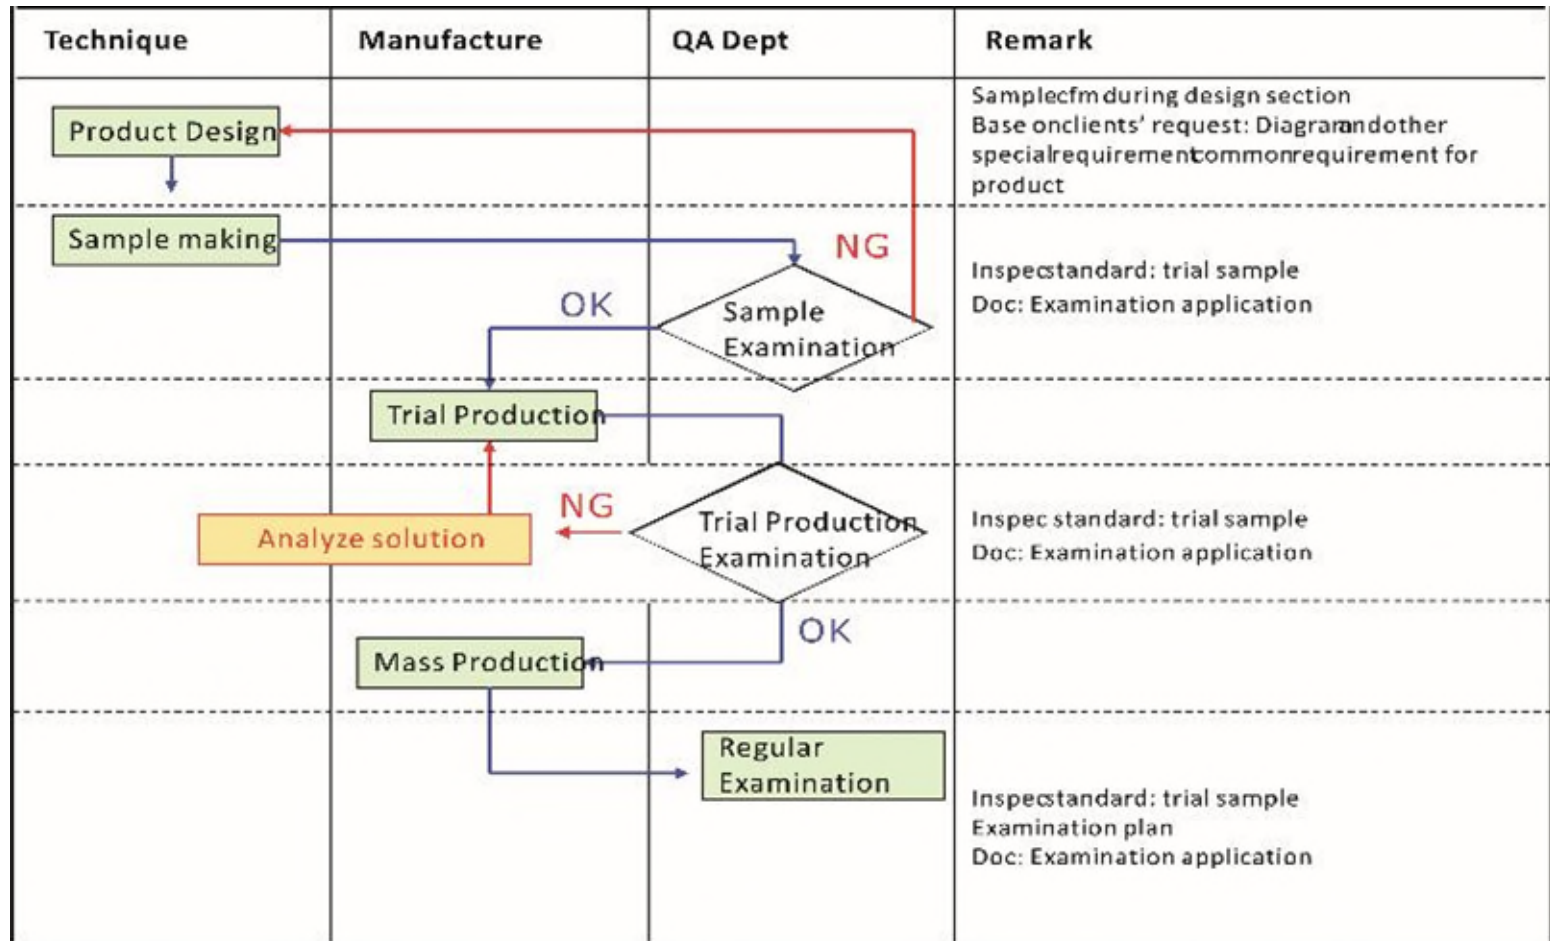 Technique
Manufacture
QA Dept
Remark
Product Design
Samplecfm during design section
Base onclients' request: Diagramandother
specialrequirementcommonrequirement for
product
Sample making
NG
OK
Sample
Examination
Inspecstandard: trial sample
Doc: Examination application
Trial Production
Analyze solution
NG
Trial Production
Examination
Inspec standard: trial sample
Doc: Examination application
OK
Mass Production
Regular
Examination
Inspecstandard: trial sample
Examination plan
Doc: Examination application